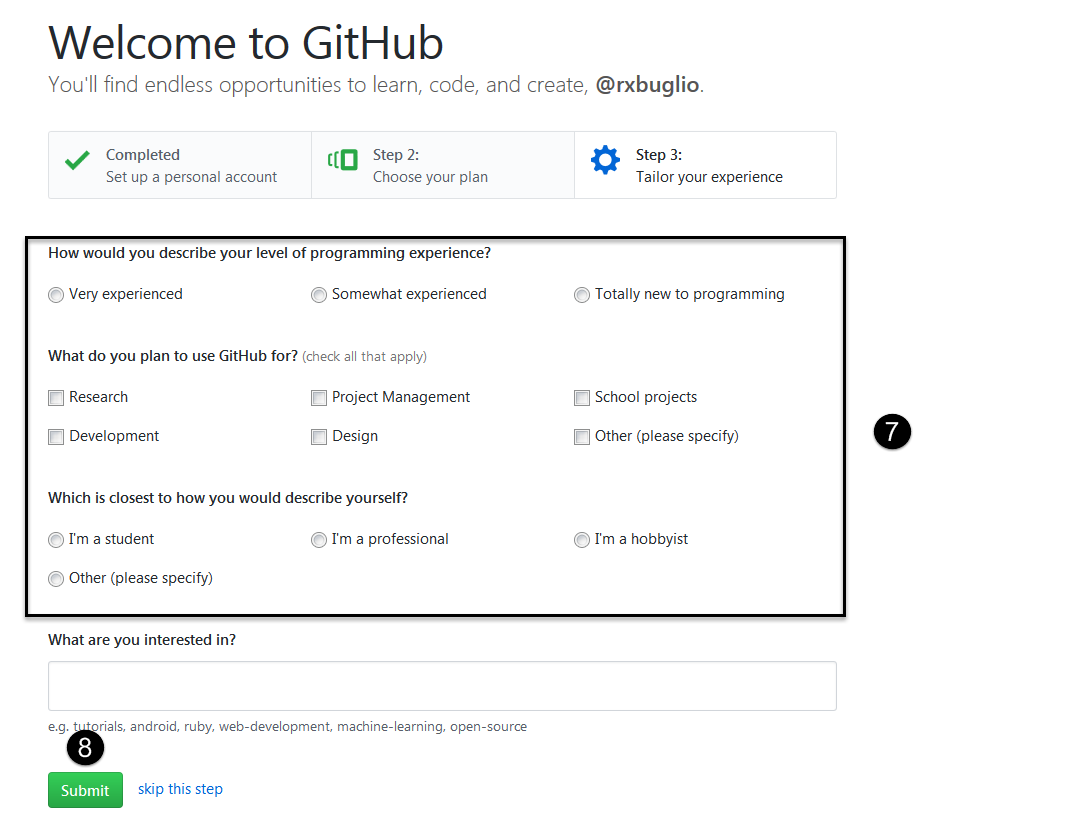 Welcome to GitHub
You'll find endless opportunities to learn, code, and create, @rxbuglio.
Completed
Set up a personal account
Step 2:
Choose your plan
Step 3:
Tailor your experience
How would you describe your level of programming experience?
Very experienced
Somewhat experienced
Totally new to programming
What do you plan to use GitHub for? (check all that apply)
Research
Project Management
School projects
Development
Design
Other (please specify)
7
Which is closest to how you would describe yourself?
I'm a student
I'm a professional
I'm a hobbyist
Other (please specify)
What are you interested in?
e.g. tutorials, android, ruby, web-development, machine-learning, open-source
8
Submit
skip this step